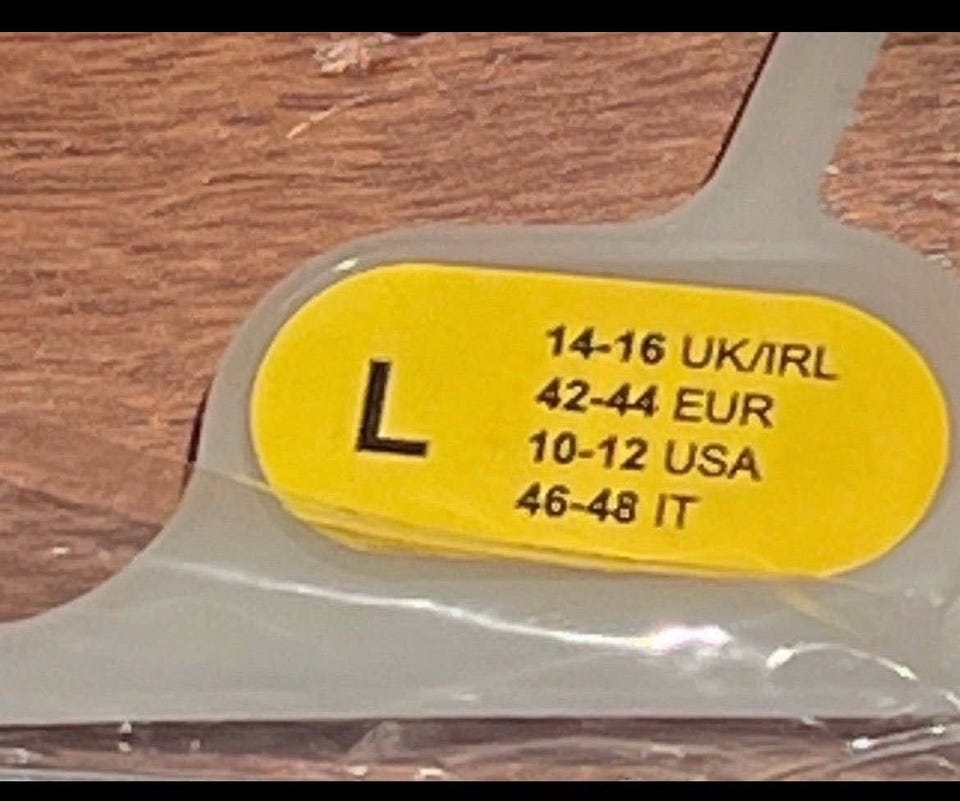 L
14-16 UK/IRL
42-44 EUR
10-12 USA
46-48 IT